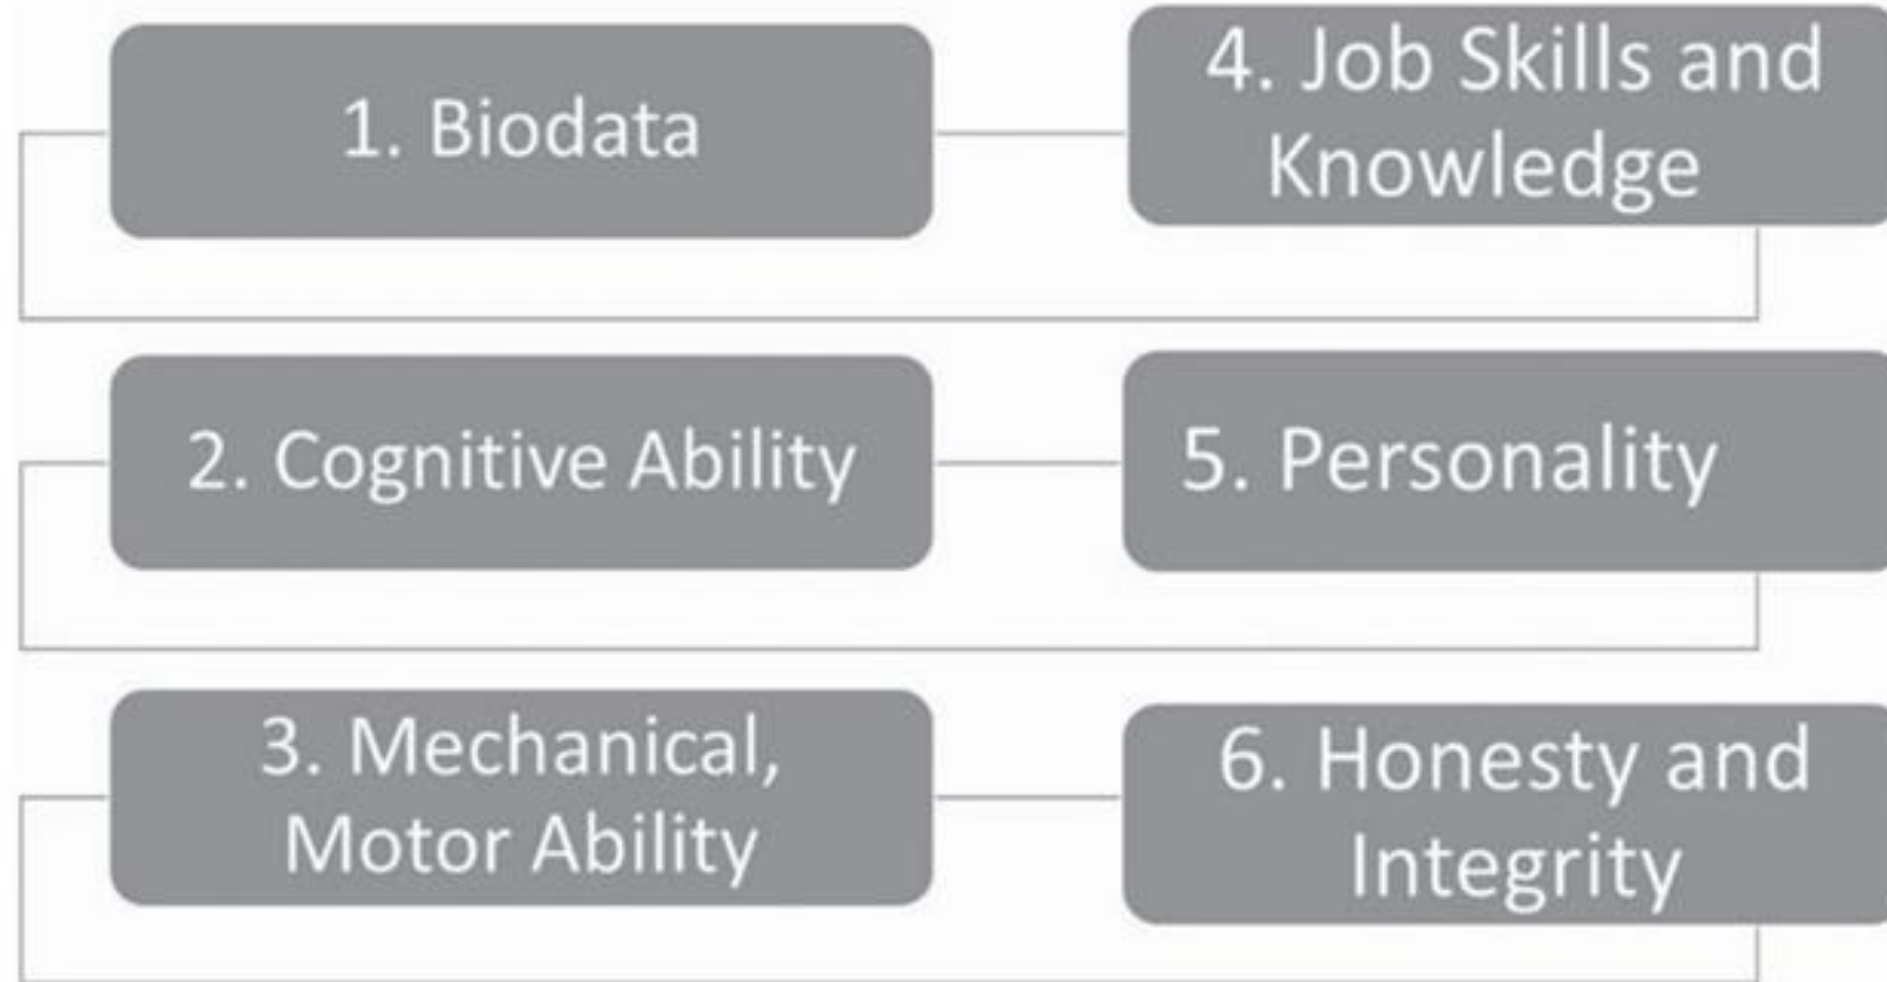 1. Biodata
4. Job Skills and
Knowledge
2. Cognitive Ability
5. Personality
3. Mechanical,
Motor Ability
6. Honesty and
Integrity